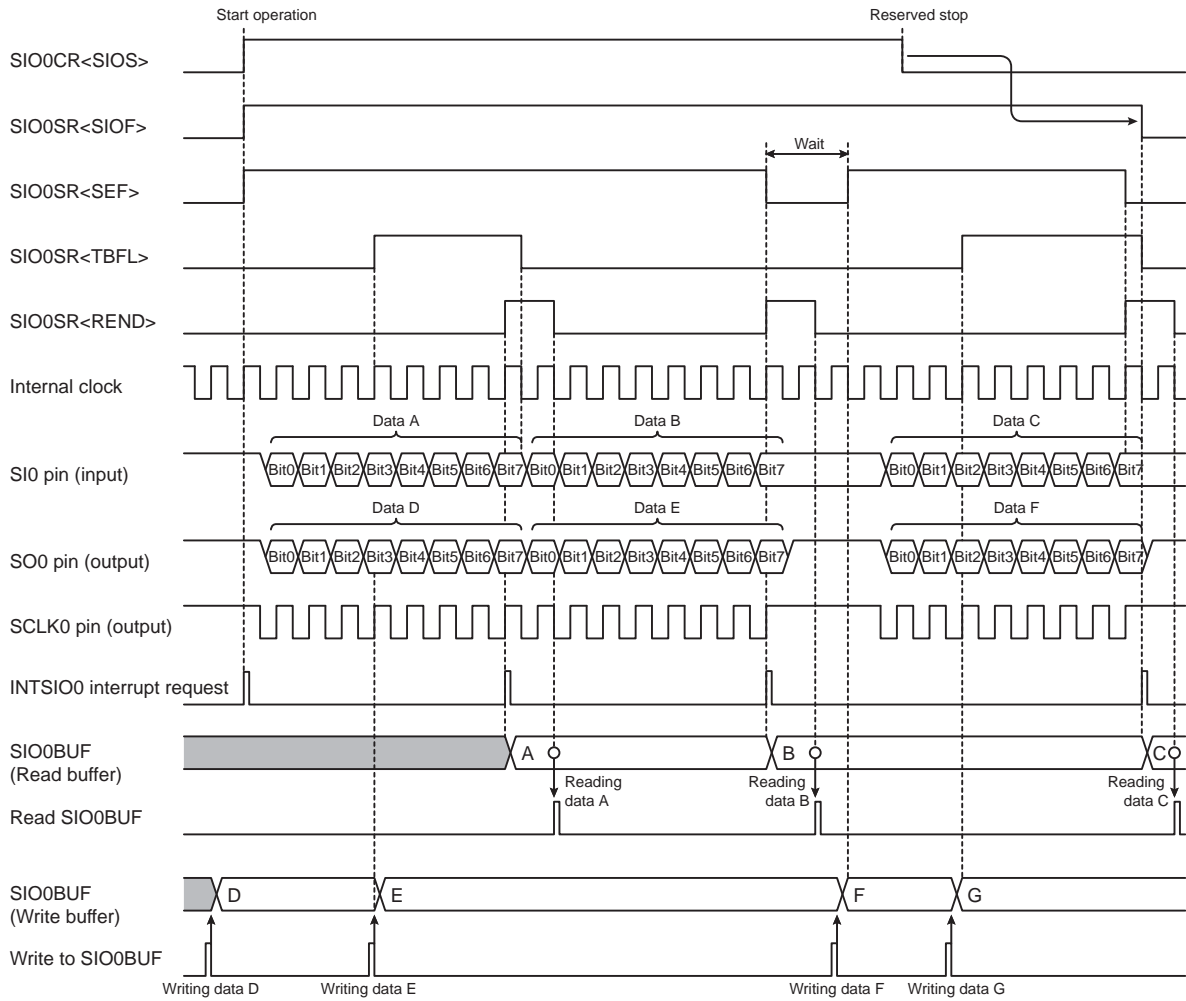 Start operation
Reserved stop
SIO0CR<SIOS>
SIO0SR<SIOF>
Wait
SIO0SR<SEF>
SIO0SR<TBFL>
SIO0SR<REND>
Internal clock
Data A
Data B
Data C
SI0 pin (input)
Bit0 Bit1 Bit2 Bit3 Bit4 Bit5 Bit6 Bit7 Bit0 Bit1 Bit2 Bit3 Bit4 Bit5 Bit6 Bit7 Bit0 Bit1 Bit2 Bit3 Bit4 Bit5 Bit6 Bit7
Data D
Data E
Data F
SO0 pin (output)
Bit0 Bit1 Bit2 Bit3 Bit4 Bit5 Bit6 Bit7 Bit0 Bit1 Bit2 Bit3 Bit4 Bit5 Bit6 Bit7 Bit0 Bit1 Bit2 Bit3 Bit4 Bit5 Bit6 Bit7
SCLK0 pin (output)
INTSIO0 interrupt request
SIO0BUF
(Read buffer)
A
B
C
Reading
data A
Reading
data B
Reading
data C
Read SIO0BUF
SIO0BUF
(Write buffer)
D
E
F
G
Write to SIO0BUF
Writing data D
Writing data E
Writing data F
Writing data G